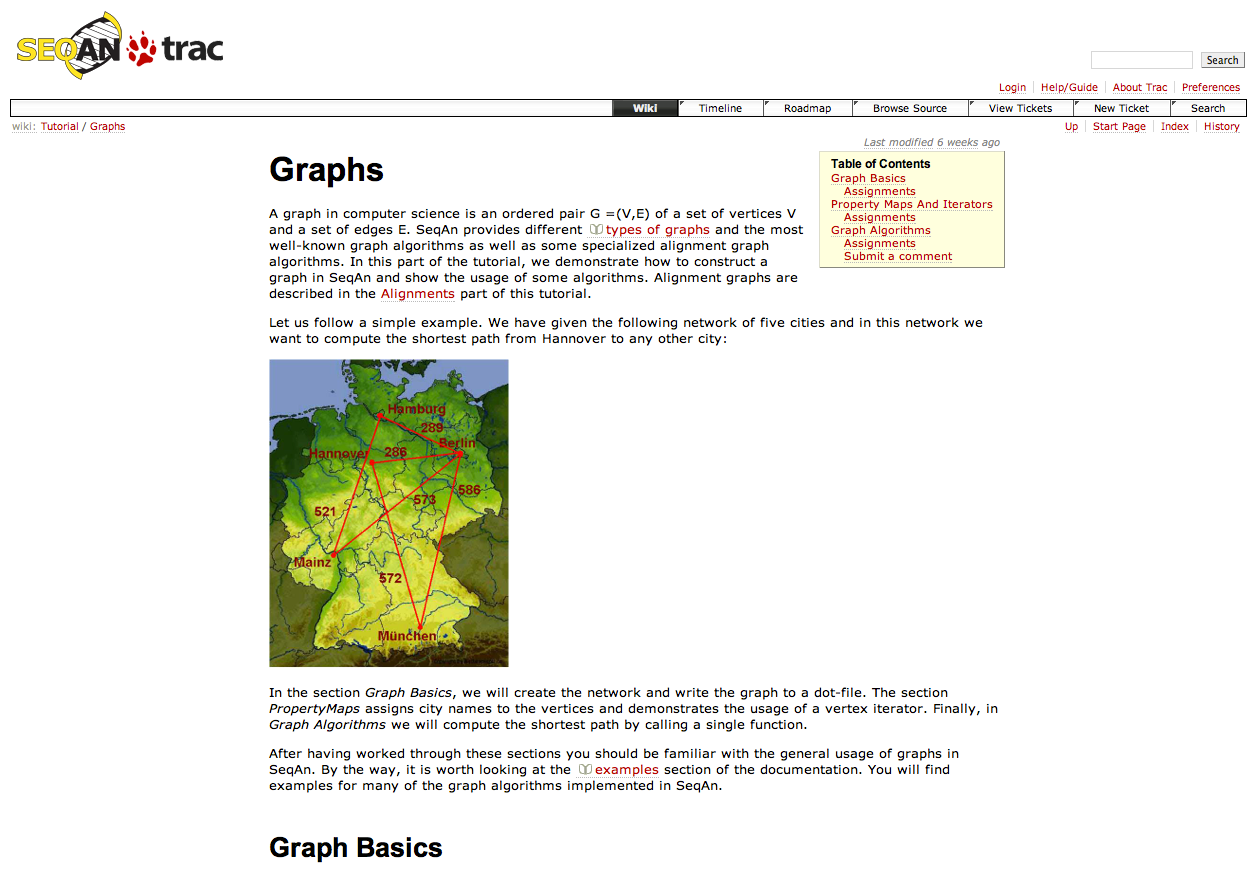 SEQAN trac
Search
Login Help/Guide About Trac Preferences
Wiki Timeline Roadmap Browse Source View Tickets New Ticket Search
wiki: Tutorial / Graphs
Up Start Page Index History
Last modified 6 weeks ago
Graphs
Table of Contents
Graph Basics
Assignments
Property Maps And Iterators
Assignments
Graph Algorithms
Assignments
Submit a comment
A graph in computer science is an ordered pair G =(V,E) of a set of vertices V
and a set of edges E. SeqAn provides different types of graphs and the most
well-known graph algorithms as well as some specialized alignment graph
algorithms. In this part of the tutorial, we demonstrate how to construct a
graph in SeqAn and show the usage of some algorithms. Alignment graphs are
described in the Alignments part of this tutorial.
Let us follow a simple example. We have given the following network of five cities and in this network we
want to compute the shortest path from Hannover to any other city:
Hamburg
289
Berlin
Hannover 286
586
573
521
Mainz
572
München
In the section Graph Basics, we will create the network and write the graph to a dot-file. The section
PropertyMaps assigns city names to the vertices and demonstrates the usage of a vertex iterator. Finally, in
Graph Algorithms we will compute the shortest path by calling a single function.
After having worked through these sections you should be familiar with the general usage of graphs in
SeqAn. By the way, it is worth looking at the examples section of the documentation. You will find
examples for many of the graph algorithms implemented in SeqAn.
Graph Basics